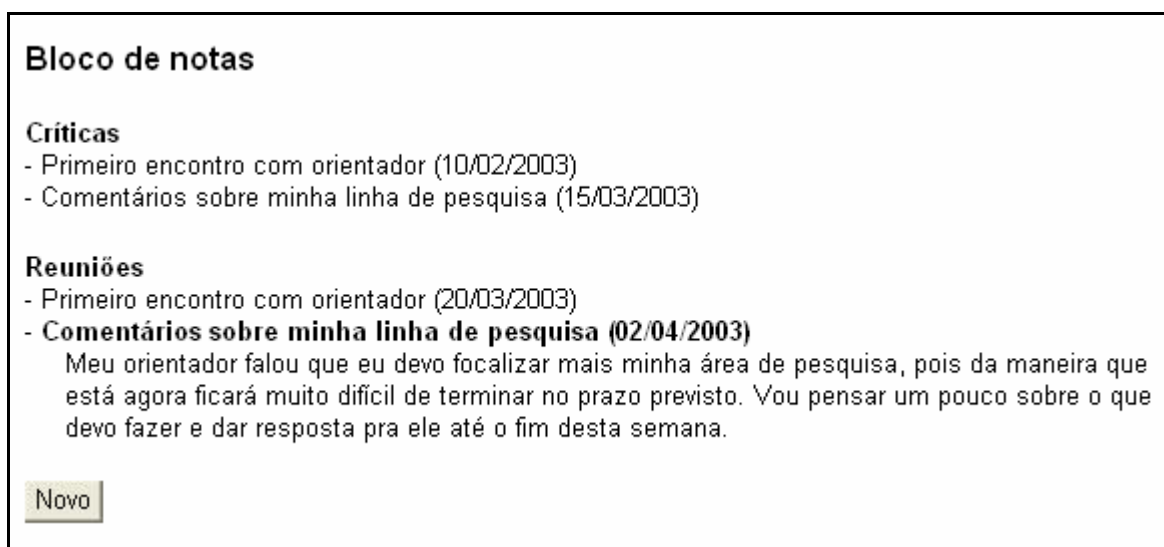 Bloco de notas
Críticas
- Primeiro encontro com orientador (10/02/2003)
- Comentários sobre minha linha de pesquisa (15/03/2003)
Reuniões
- Primeiro encontro com orientador (20/03/2003)
- Comentários sobre minha linha de pesquisa (02/04/2003)
Meu orientador falou que eu devo focalizar mais minha área de pesquisa, pois da maneira que
está agora ficará muito difícil de terminar no prazo previsto. Vou pensar um pouco sobre o que
devo fazer e dar resposta pra ele até o fim desta semana.
Novo